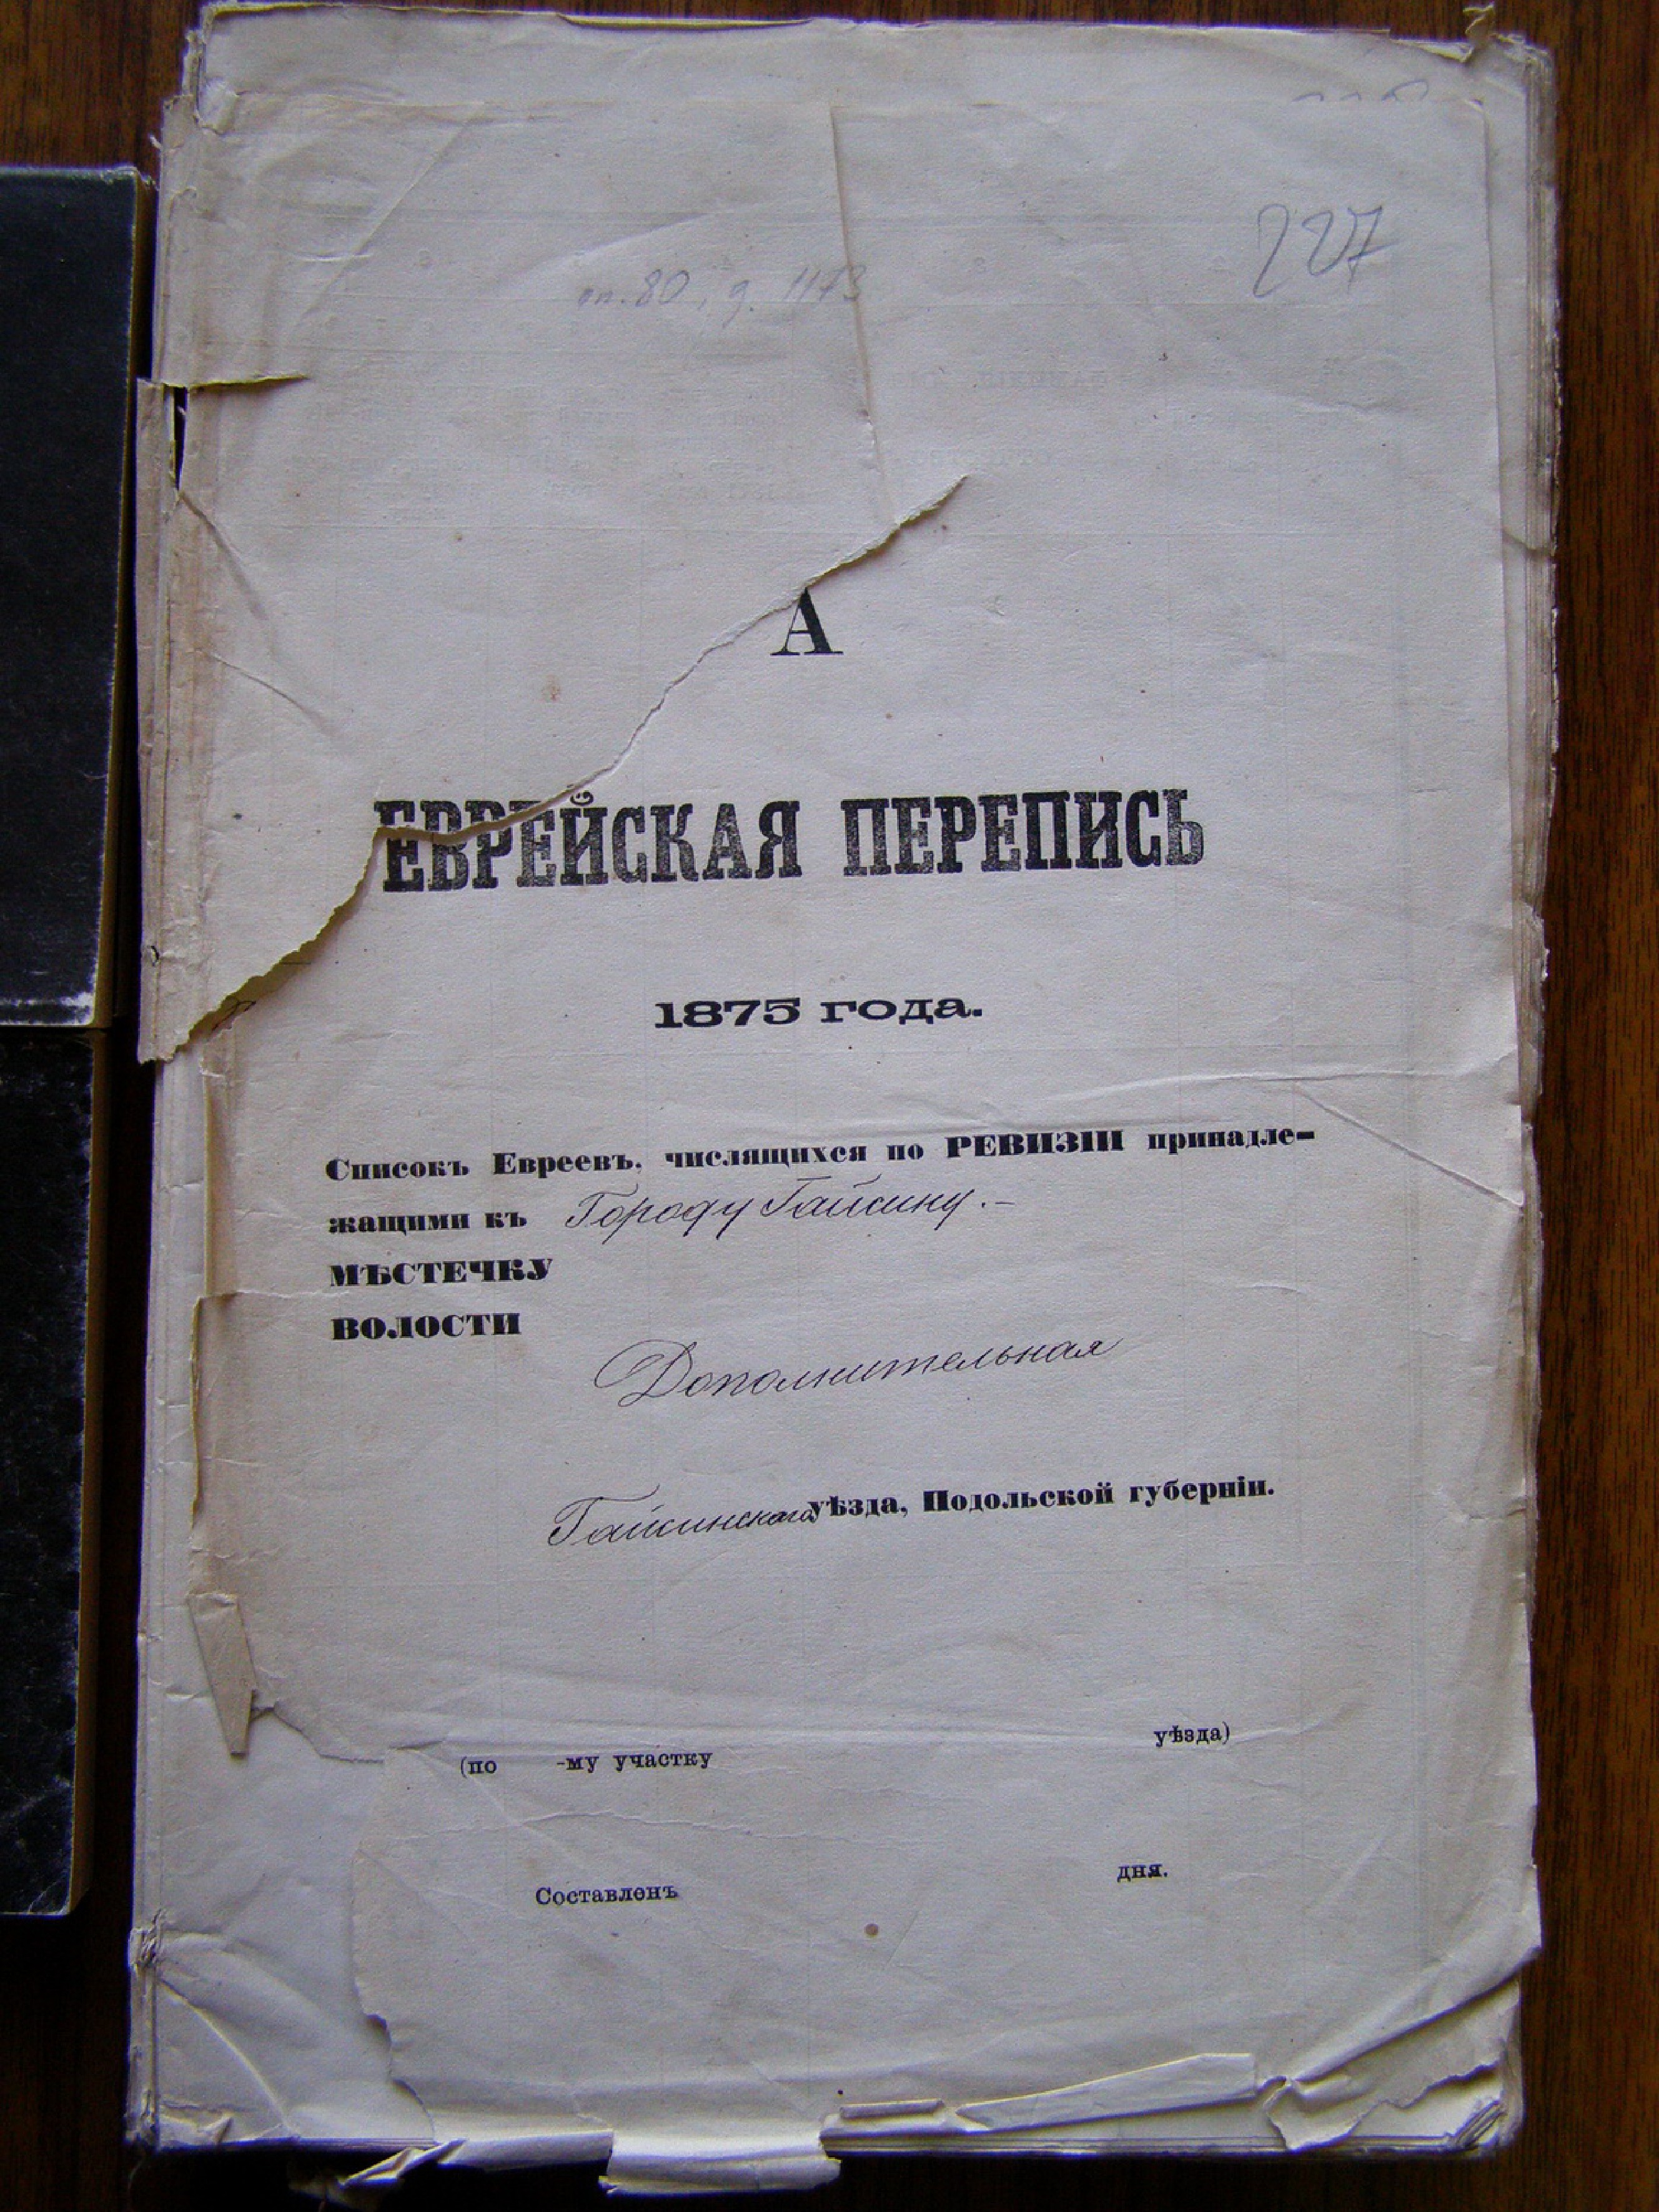 227
оп. 80, д. 1173
А
ЕВРЕЙСКАЯ ПЕРЕПИСЬ
1875 года.
Списокъ Евреевъ, числящихся по РЕВИЗІИ принадле-
жащими къ Городу Гайсину.-
МѢСТЕЧКУ
ВОЛОСТИ
Дополнительная
Гайсинскаго уѣзда, Подольской губерніи.
(по -му участку уѣзда)
Составленъ дня.